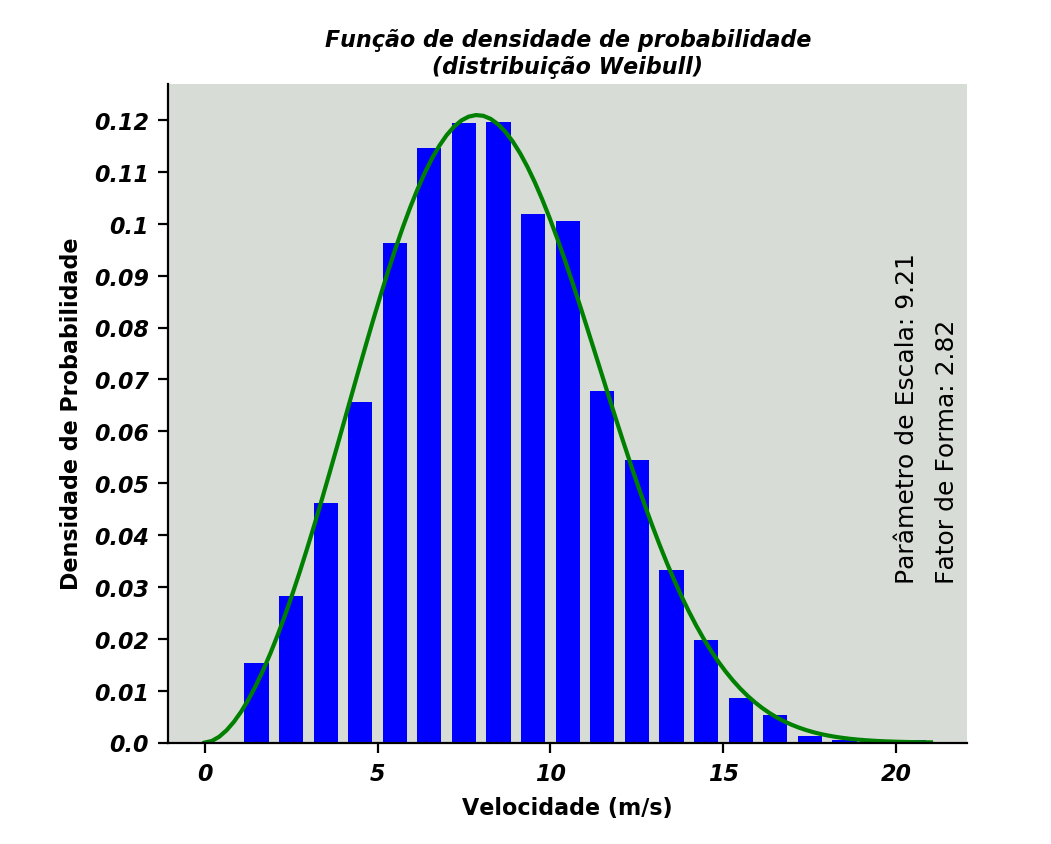 Função de densidade de probabilidade
(distribuição Weibull)
0.12
0.11
0.1
0.09
0.08
0.07
0.06
0.05
0.04
0.03
0.02
0.01
0.0
Densidade de Probabilidade
Parâmetro de Escala: 9.21
Fator de Forma: 2.82
0 5 10 15 20
Velocidade (m/s)